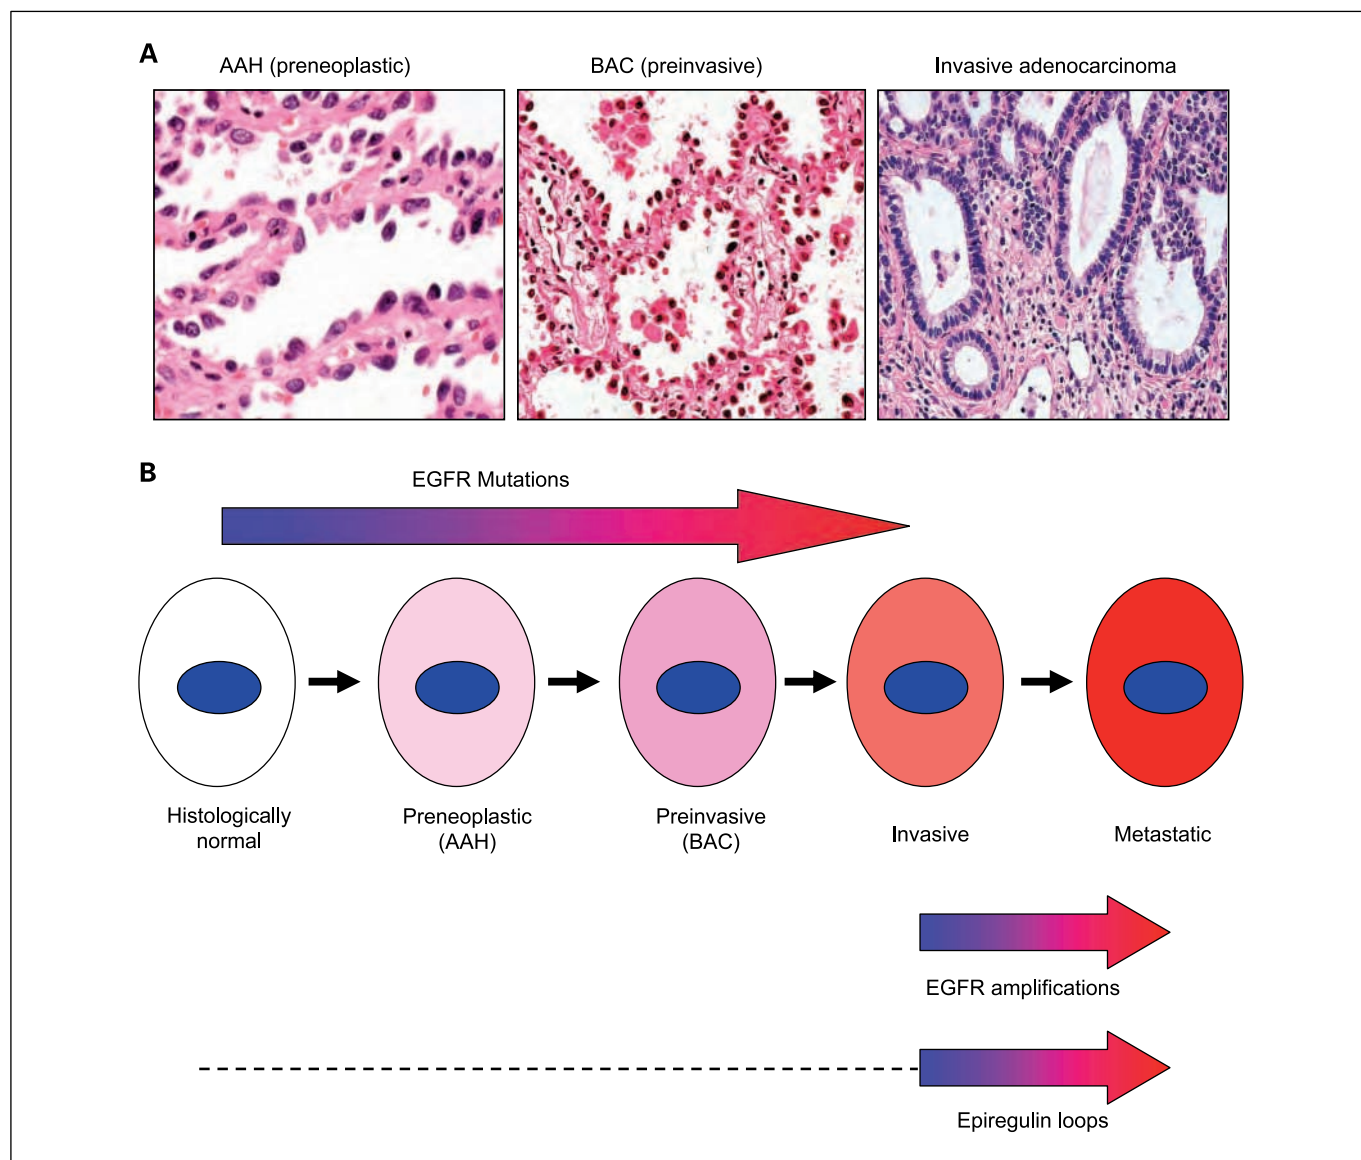 A
AAH (preneoplastic)
BAC (preinvasive)
Invasive adenocarcinoma
B
EGFR Mutations
Histologically
normal
Preneoplastic
(AAH)
Preinvasive
(BAC)
Invasive
Metastatic
EGFR amplifications
Epiregulin loops